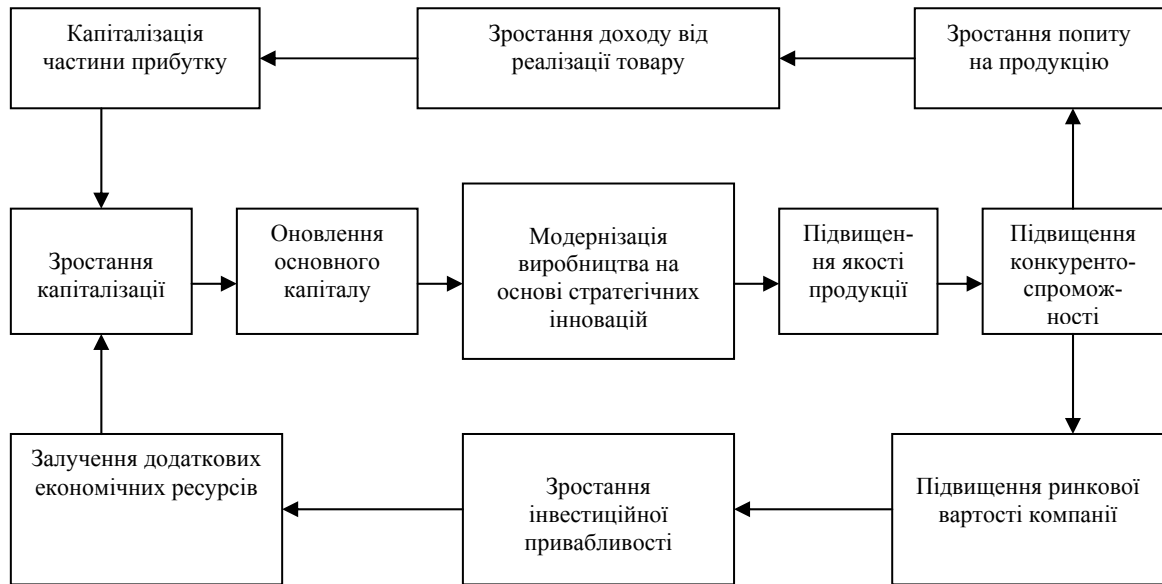 Капіталізація
частини прибутку
Зростання доходу від
реалізації товару
Зростання попиту
на продукцію
Зростання
капіталізації
Оновлення
основного
капіталу
Модернізація
виробництва на
основі стратегічних
інновацій
Підвищен-
ня якості
продукції
Підвищення
конкуренто-
спромож-
ності
Залучення додаткових
економічних ресурсів
Зростання
інвестиційної
привабливості
Підвищення ринкової
вартості компанії